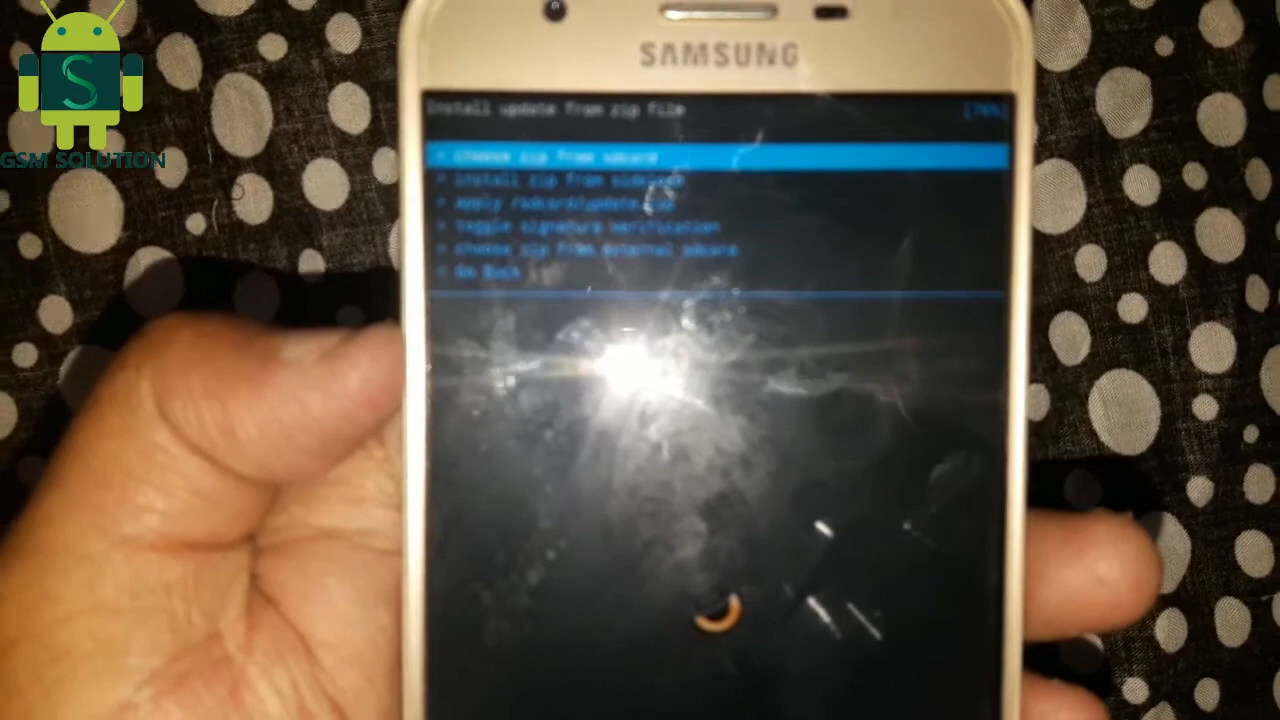 S
GSM SOLUTION
SAMSUNG
Install update from zip file [76%]
> choose zip from sdcard
> install zip from sideload
> apply /sdcard/update.zip
> toggle signature verification
> choose zip from external sdcard
< Go Back